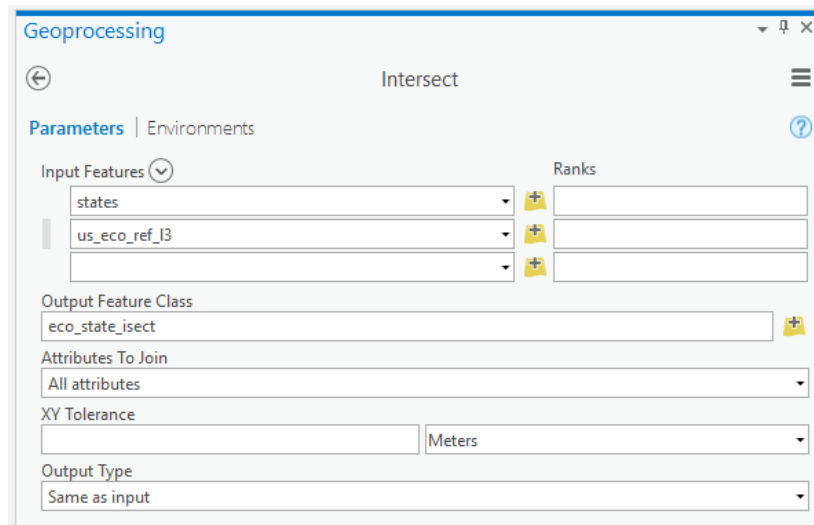 Geoprocessing
Intersect
Parameters | Environments
Input Features Ranks
states
us_eco_ref_l3
Output Feature Class
eco_state_isect
Attributes To Join
All attributes
XY Tolerance
Meters
Output Type
Same as input